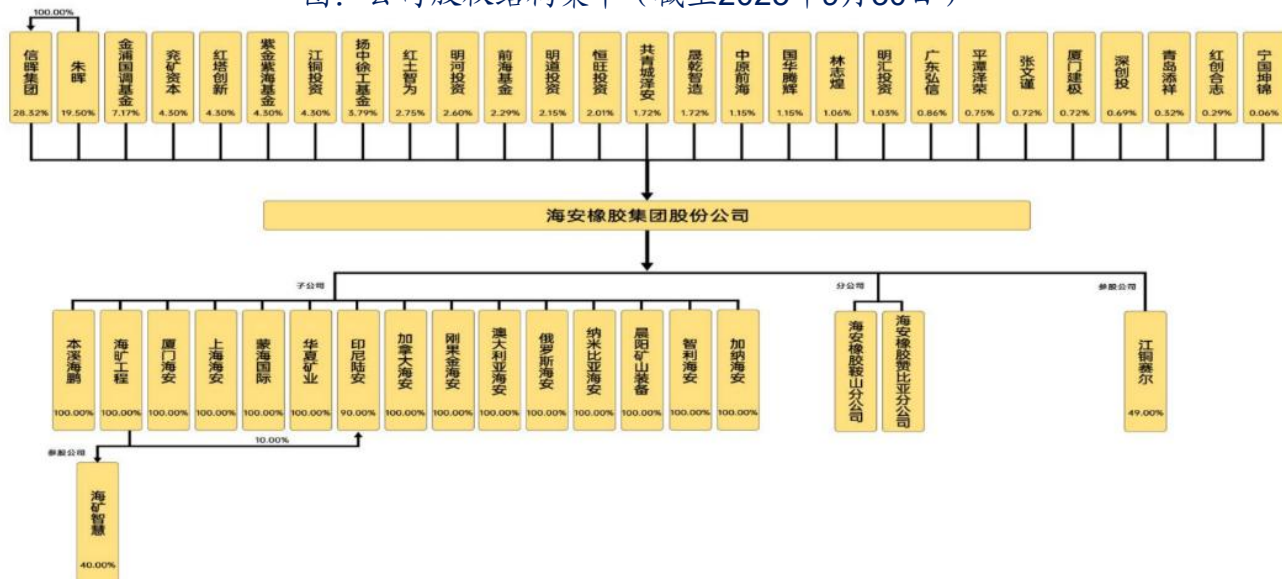 100.00%
信晖集团
28.32%
朱晖
19.50%
金浦国调基金
7.17%
兖矿资本
4.30%
红塔创新
4.30%
紫金紫海基金
4.30%
江铜投资
4.30%
扬中徐工基金
3.79%
红土智为
2.75%
明河投资
2.60%
前海基金
2.29%
明道投资
2.15%
恒旺投资
2.01%
共青城泽安
1.72%
晟乾智造
1.72%
中原前海
1.15%
国华腾辉
1.15%
林志煌
1.06%
明汇投资
1.03%
广东弘信
0.86%
平潭泽荣
0.75%
张文谨
0.72%
厦门建极
0.72%
深创投
0.69%
青岛添祥
0.32%
红创合志
0.29%
宁国坤锦
0.06%
海安橡胶集团股份公司
子公司
分公司
参股公司
本溪海鹏
100.00%
海矿工程
100.00%
厦门海安
100.00%
上海海安
100.00%
蒙海国际
100.00%
华夏矿业
100.00%
印尼陆安
90.00%
加拿大海安
100.00%
刚果金海安
100.00%
澳大利亚海安
100.00%
俄罗斯海安
100.00%
纳米比亚海安
100.00%
晨阳矿山装备
100.00%
智利海安
100.00%
加纳海安
100.00%
海安橡胶鞍山分公司
海安橡胶赞比亚分公司
江铜赛尔
49.00%
10.00%
参股公司
海矿智慧
40.00%